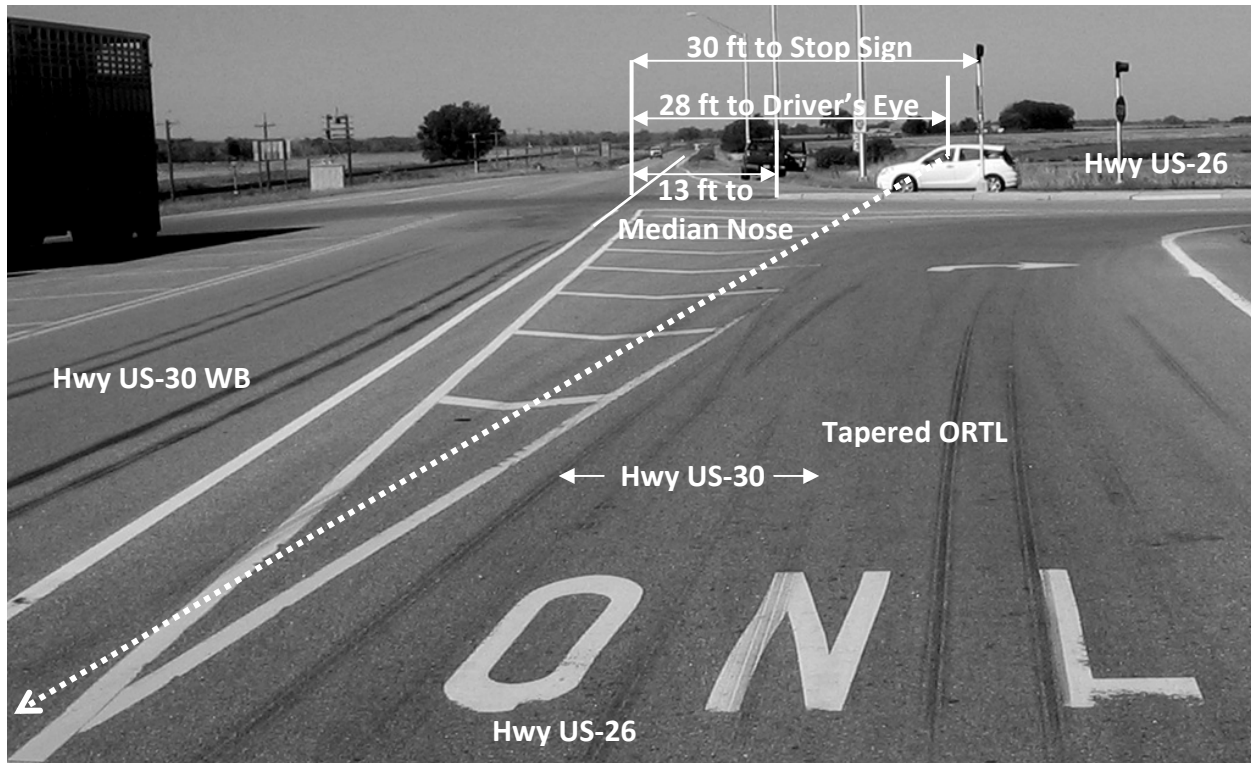 30 ft to Stop Sign
28 ft to Driver’s Eye
Hwy US-26
13 ft to
Median Nose
Hwy US-30 WB
Tapered ORTL
Hwy US-30
O N L
Hwy US-26